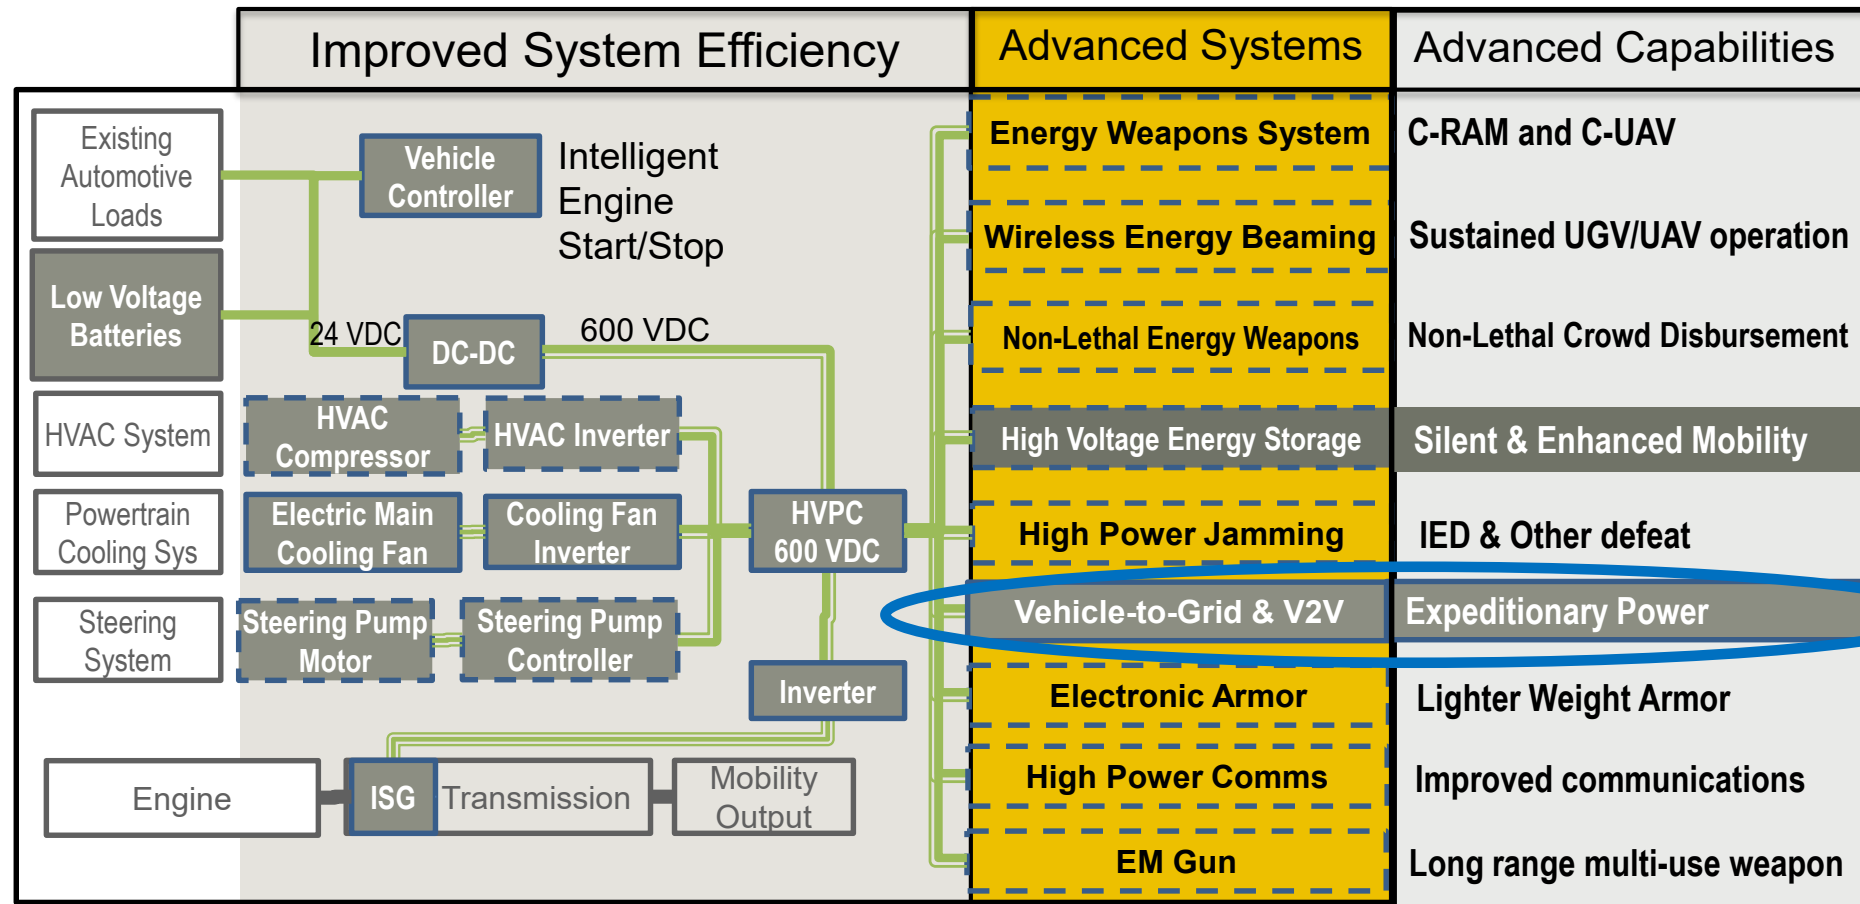 Improved System Efficiency
Advanced Systems
Advanced Capabilities
Existing
Automotive
Loads
Vehicle
Controller
Intelligent
Engine
Start/Stop
Energy Weapons System
C-RAM and C-UAV
Low Voltage
Batteries
24 VDC
DC-DC
600 VDC
Wireless Energy Beaming
Sustained UGV/UAV operation
Non-Lethal Energy Weapons
Non-Lethal Crowd Disbursement
HVAC System
HVAC
Compressor
HVAC Inverter
High Voltage Energy Storage
Silent & Enhanced Mobility
Powertrain
Cooling Sys
Electric Main
Cooling Fan
Cooling Fan
Inverter
HVPC
600 VDC
High Power Jamming
IED & Other defeat
Steering
System
Steering Pump
Motor
Steering Pump
Controller
Vehicle-to-Grid & V2V
Expeditionary Power
Inverter
Electronic Armor
Lighter Weight Armor
Engine
ISG
Transmission
Mobility
Output
High Power Comms
Improved communications
EM Gun
Long range multi-use weapon